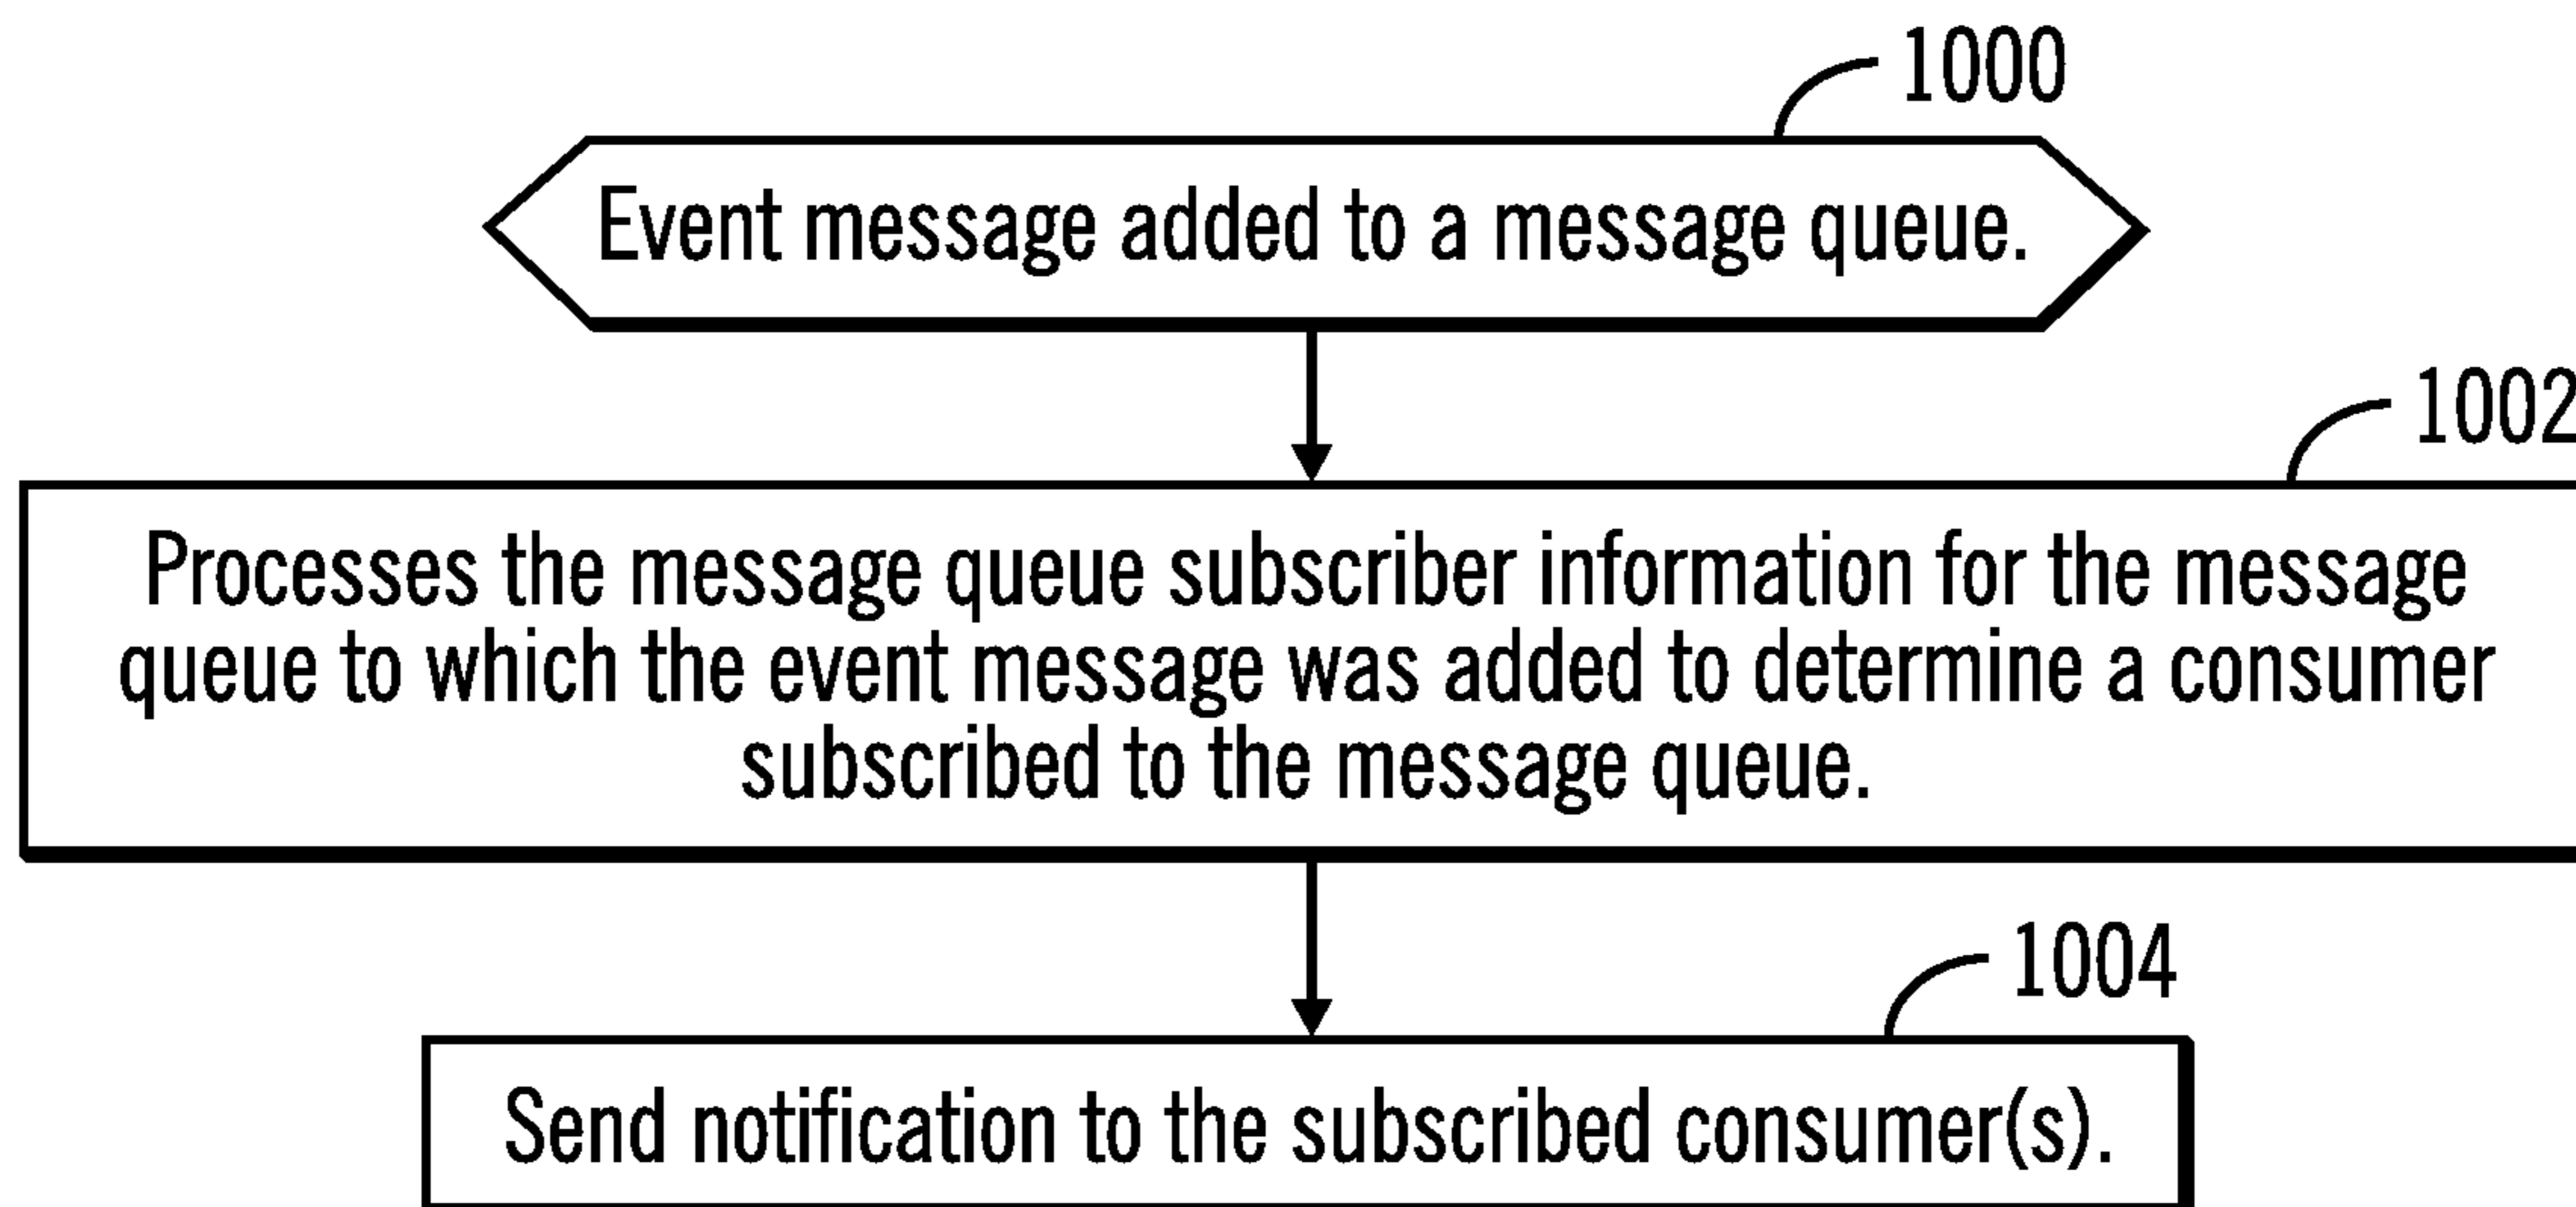 1000
Event message added to a message queue.
1002
Processes the message queue subscriber information for the message
queue to which the event message was added to determine a consumer
subscribed to the message queue.
1004
Send notification to the subscribed consumer(s).